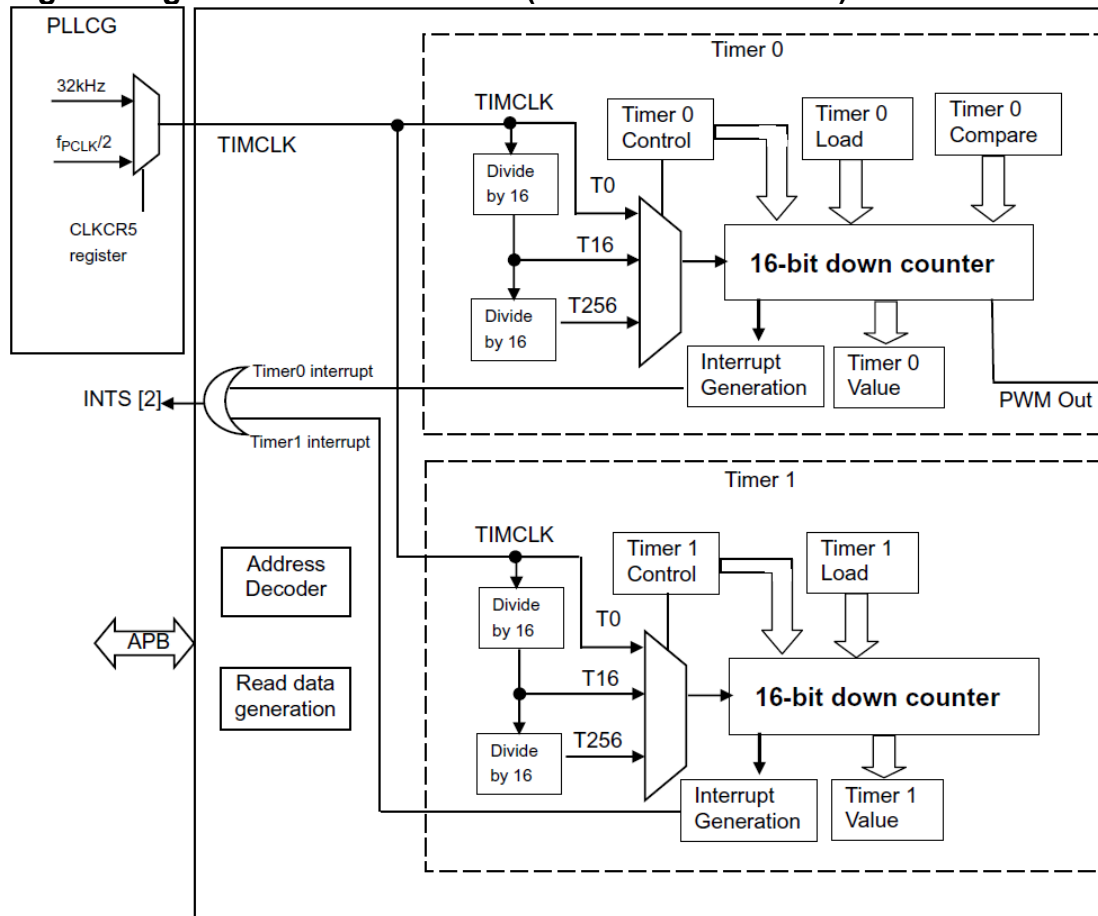 PLLCG
32kHz
fPCLK/2
CLKCR5
register
TIMCLK
Timer 0
TIMCLK
Divide
by 16
Divide
by 16
T0
T16
T256
Timer 0
Control
Timer 0
Load
Timer 0
Compare
16-bit down counter
Interrupt
Generation
Timer 0
Value
PWM Out
INTS [2]
Timer0 interrupt
Timer1 interrupt
Timer 1
TIMCLK
Divide
by 16
Divide
by 16
T0
T16
T256
Timer 1
Control
Timer 1
Load
16-bit down counter
Interrupt
Generation
Timer 1
Value
Address
Decoder
APB
Read data
generation